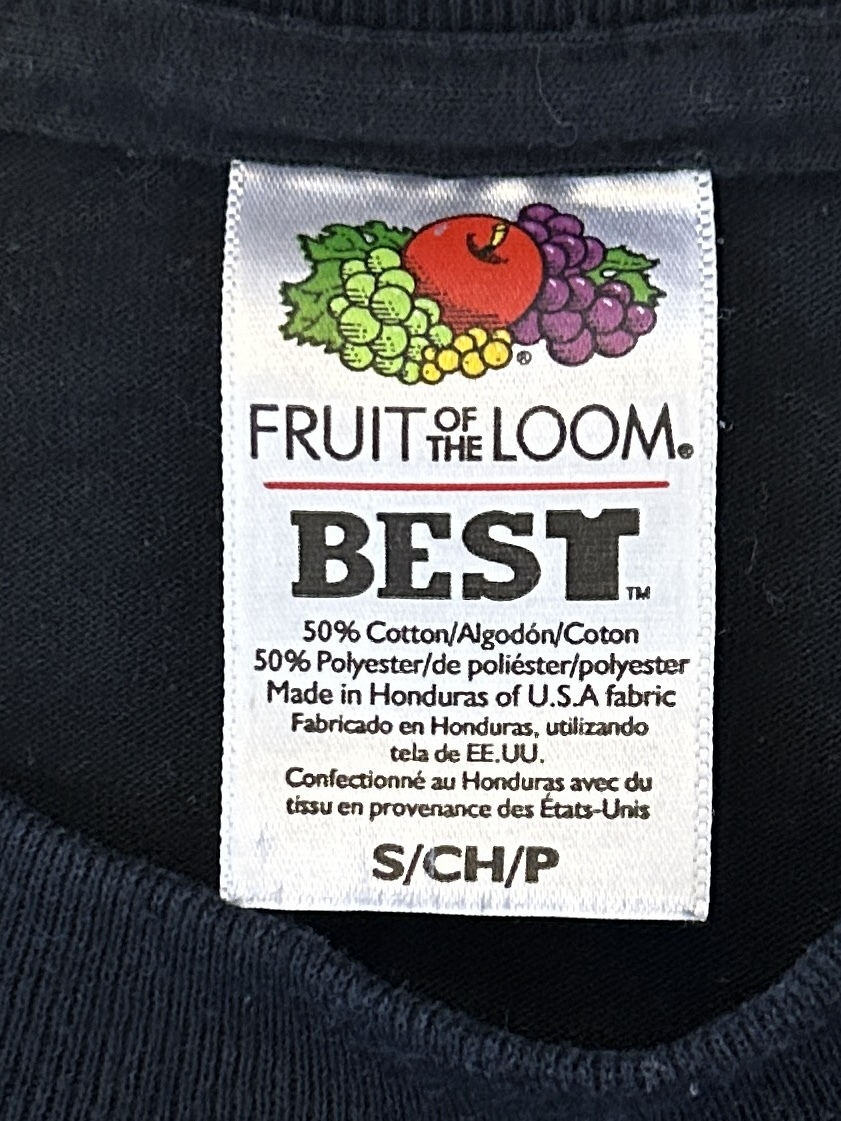 ®
FRUIT OF THE LOOM®
BEST™
50% Cotton/Algodón/Coton
50% Polyester/de poliéster/polyester
Made in Honduras of U.S.A fabric
Fabricado en Honduras, utilizando
tela de EE.UU.
Confectionné au Honduras avec du
tissu en provenance des États-Unis
S/CH/P